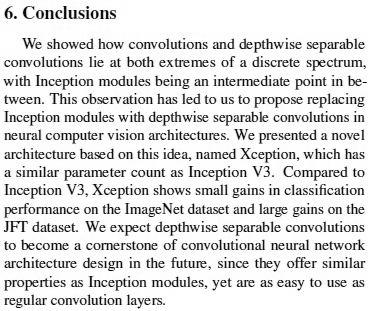 6. Conclusions
We showed how convolutions and depthwise separable
convolutions lie at both extremes of a discrete spectrum,
with Inception modules being an intermediate point in be-
tween. This observation has led to us to propose replacing
Inception modules with depthwise separable convolutions in
neural computer vision architectures. We presented a novel
architecture based on this idea, named Xception, which has
a similar parameter count as Inception V3. Compared to
Inception V3, Xception shows small gains in classification
performance on the ImageNet dataset and large gains on the
JFT dataset. We expect depthwise separable convolutions
to become a cornerstone of convolutional neural network
architecture design in the future, since they offer similar
properties as Inception modules, yet are as easy to use as
regular convolution layers.